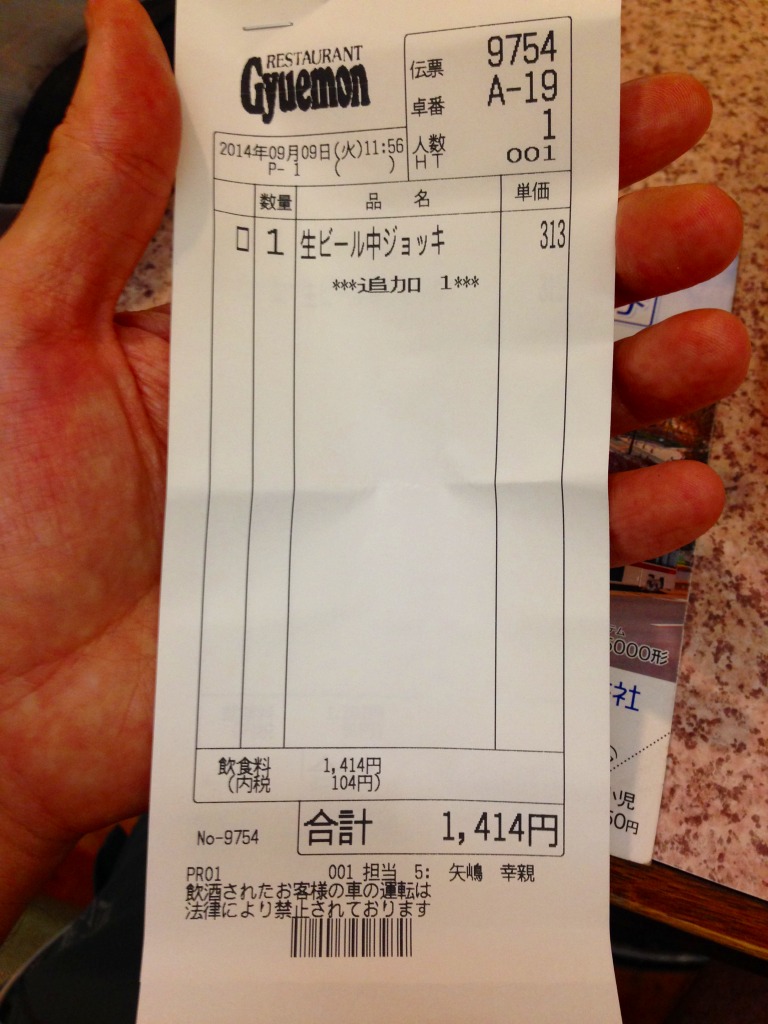 RESTAURANT
Gyuemon
伝票 9754
卓番 A-19
人数 1
HT 001
2014年09月09日(火)11:56
P- 1 ( )
数量 品 名 単価
□ 1 生ビール中ジョッキ 313
***追加 1***
飲食料 1,414円
(内税 104円)
合計 1,414円
No-9754
PR01 001 担当 5: 矢嶋 幸親
飲酒されたお客様の車の運転は
法律により禁止されております
000形
社